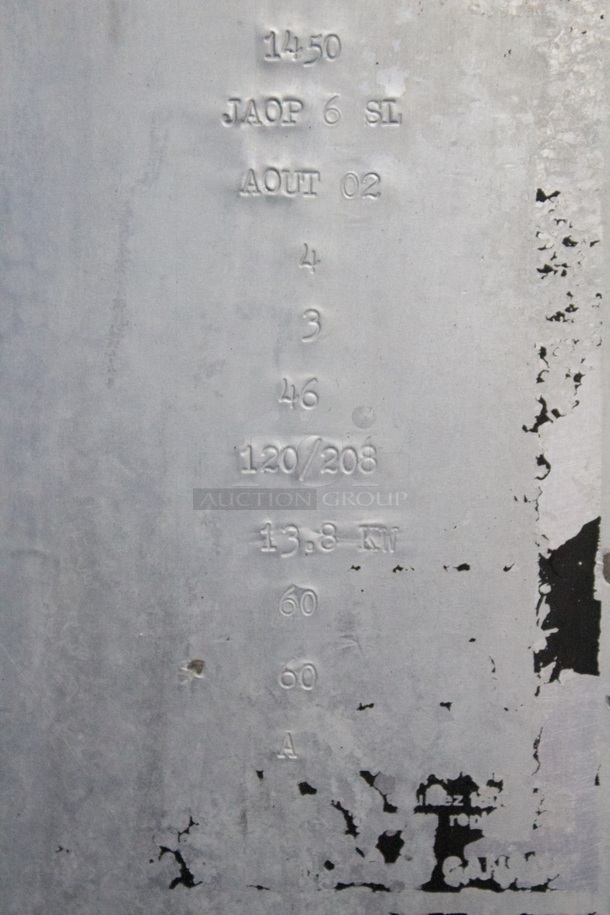 1450
JAOP 6 SL
AOUT 02
4
3
46
120/208
AUCTION GROUP
13.8 KW
60
60
A